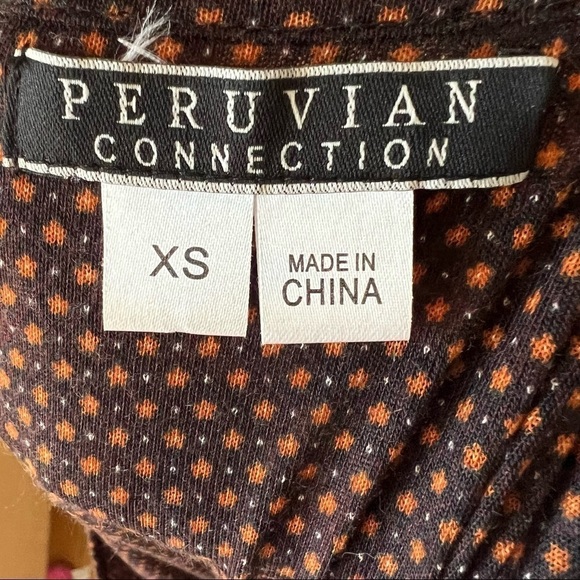 PERUVIAN
CONNECTION
XS
MADE IN
CHINA